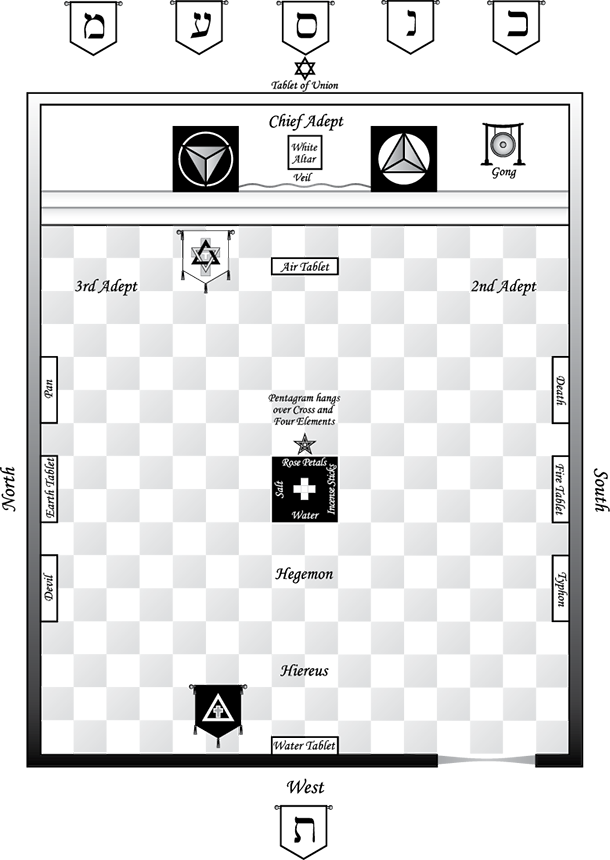 כ נ ס ע מ
Tablet of Union
Chief Adept
White
Altar
Veil
Gong
Air Tablet
3rd Adept
2nd Adept
Pan
Death
Pentagram hangs
over Cross and
Four Elements
North
Earth Tablet
Rose Petals
Salt
Incense Sticks
Water
Fire Tablet
South
Devil
Hegemon
Typhon
Hiereus
Water Tablet
West
ת